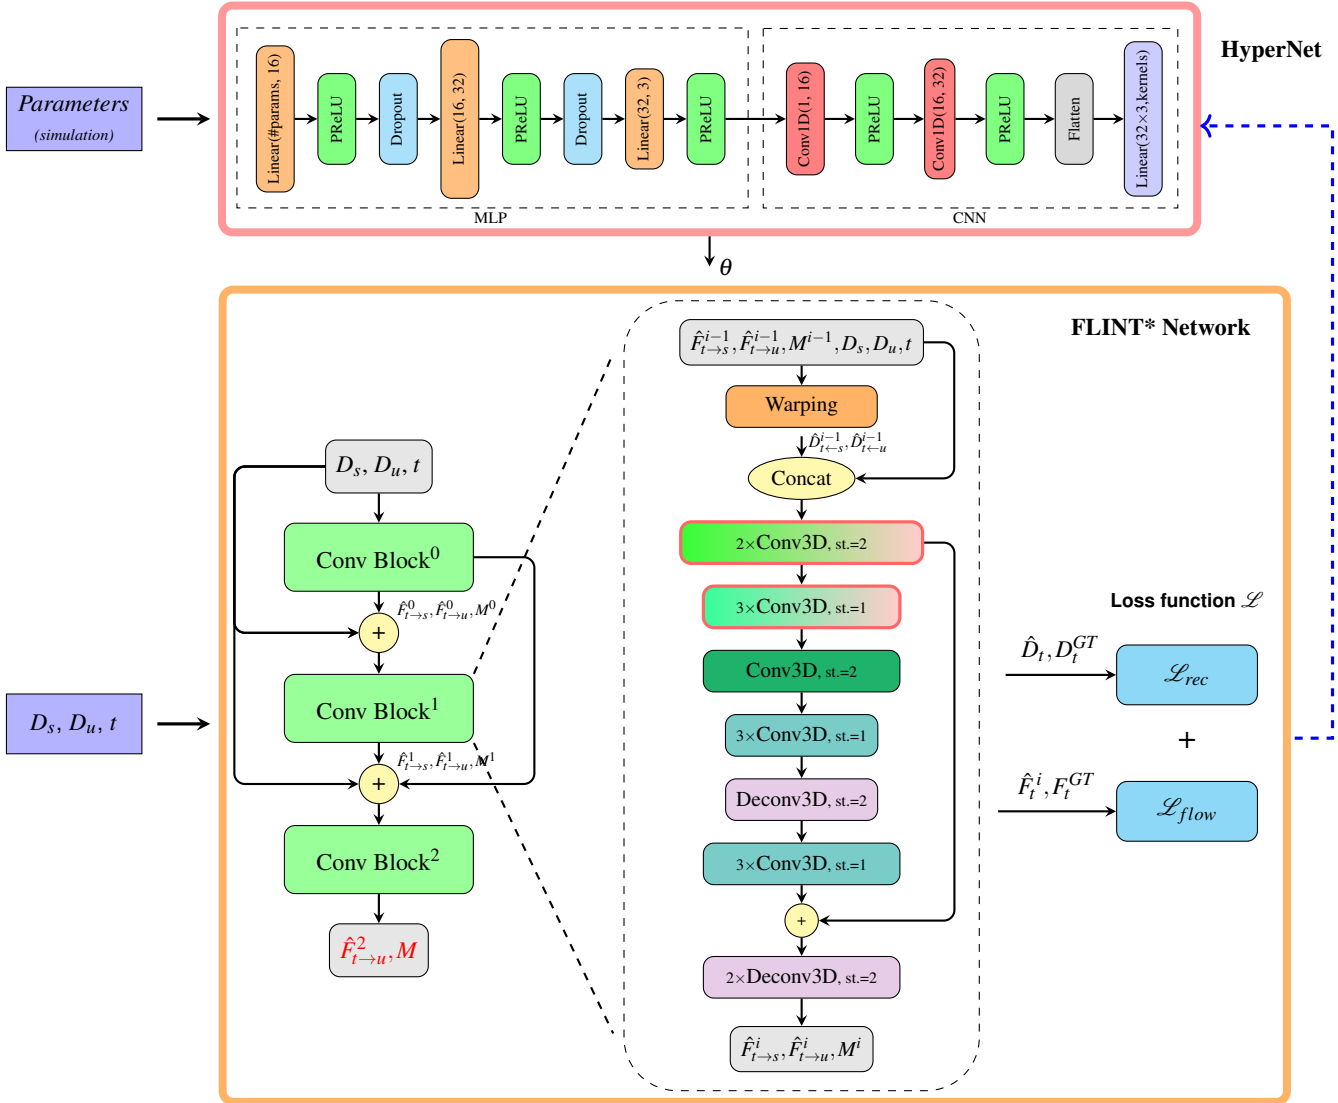 HyperNet
Parameters
(simulation)
Linear(#params, 16)
PReLU
Dropout
Linear(16, 32)
PReLU
Dropout
Linear(32, 3)
PReLU
MLP
Conv1D(1, 16)
PReLU
Conv1D(16, 32)
PReLU
Flatten
Linear(32×3,kernels)
CNN
θ
FLINT* Network
D_s, D_u, t
D_s, D_u, t
Conv Block^0
F̂^0_{t→s}, F̂^0_{t→u}, M^0
+
Conv Block^1
F̂^1_{t→s}, F̂^1_{t→u}, M^1
+
Conv Block^2
F̂^2_{t→u}, M
F̂^{i−1}_{t→s}, F̂^{i−1}_{t→u}, M^{i−1}, D_s, D_u, t
Warping
D̂^{i−1}_{t←s}, D̂^{i−1}_{t←u}
Concat
2×Conv3D, st.=2
3×Conv3D, st.=1
Conv3D, st.=2
3×Conv3D, st.=1
Deconv3D, st.=2
3×Conv3D, st.=1
+
2×Deconv3D, st.=2
F̂^i_{t→s}, F̂^i_{t→u}, M^i
Loss function ℒ
D̂_t, D_t^{GT}
ℒ_{rec}
+
F̂_t^i, F_t^{GT}
ℒ_{flow}